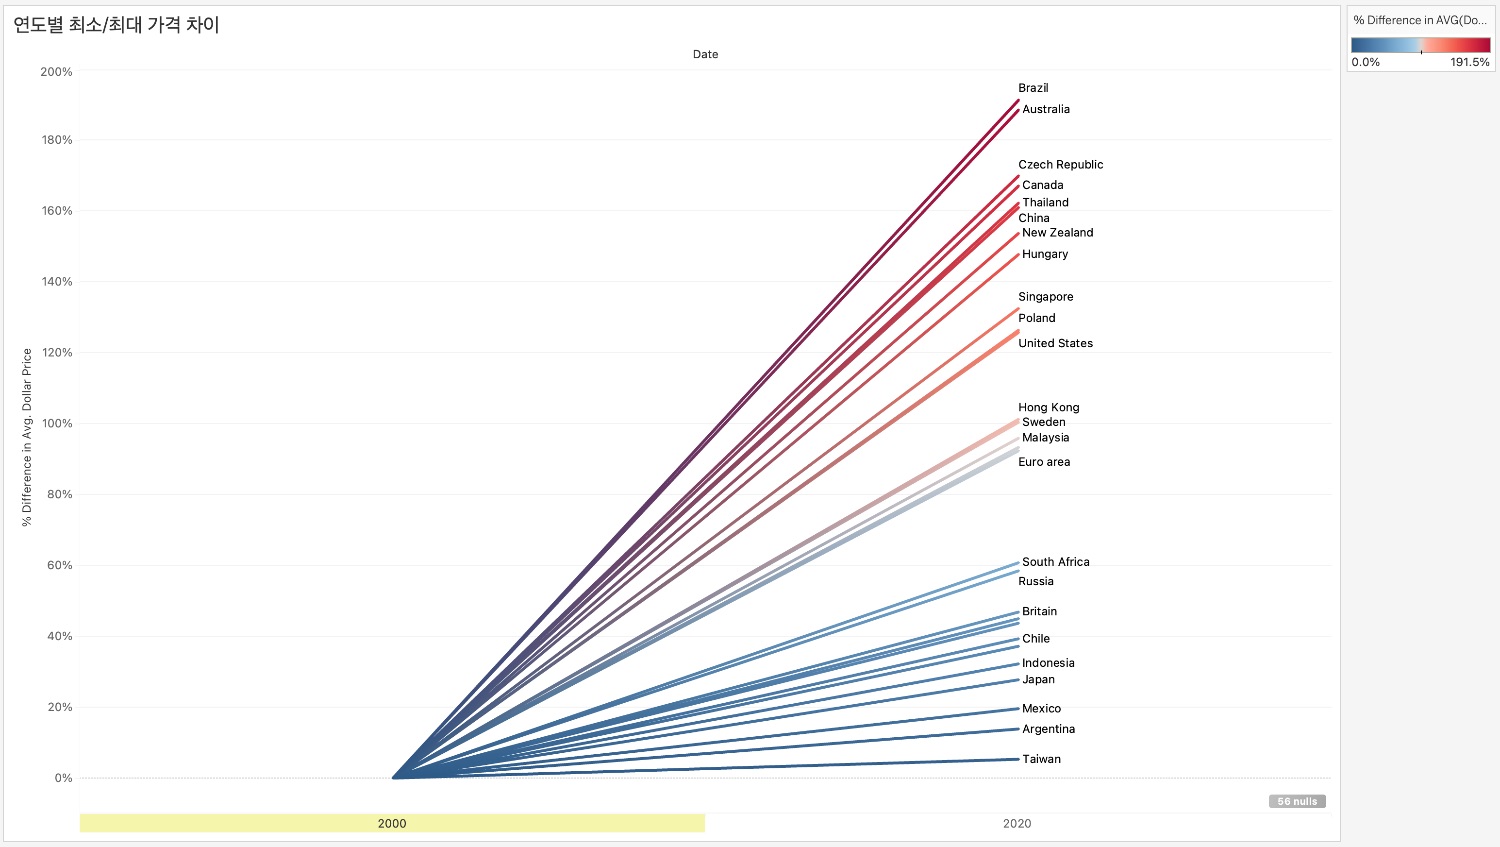 연도별 최소/최대 가격 차이
% Difference in AVG(Do...
0.0%
191.5%
Date
% Difference in Avg. Dollar Price
200%
180%
160%
140%
120%
100%
80%
60%
40%
20%
0%
Brazil
Australia
Czech Republic
Canada
Thailand
China
New Zealand
Hungary
Singapore
Poland
United States
Hong Kong
Sweden
Malaysia
Euro area
South Africa
Russia
Britain
Chile
Indonesia
Japan
Mexico
Argentina
Taiwan
56 nulls
2000
2020